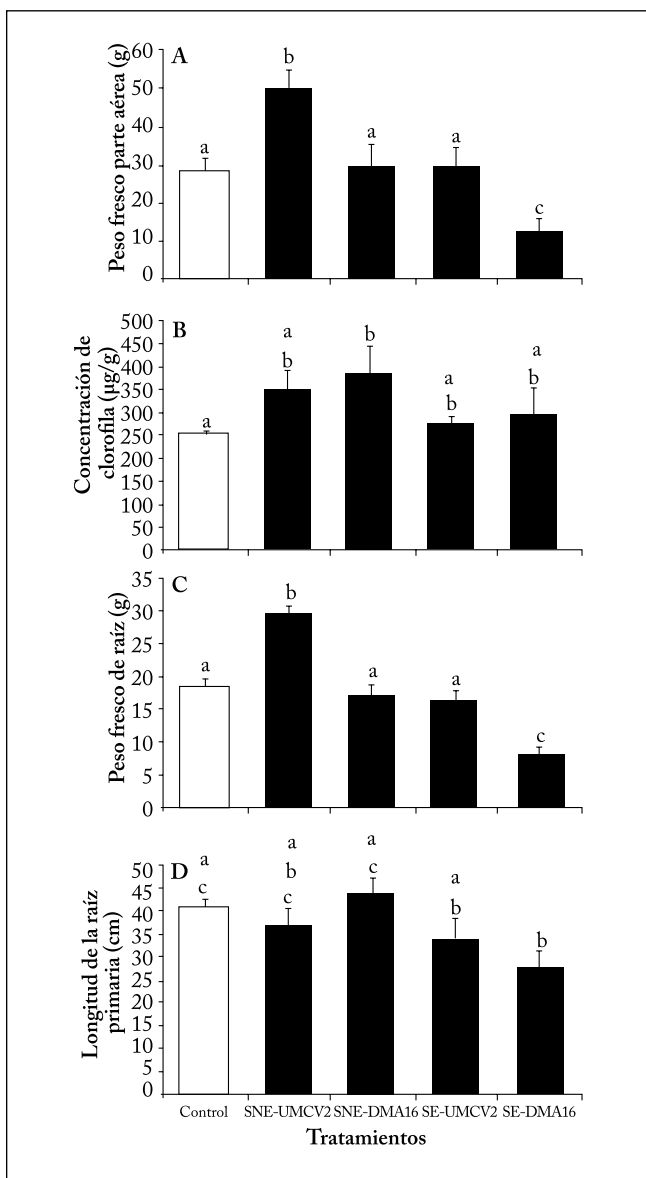 A
Peso fresco parte aérea (g)
60
50
40
30
20
10
0
a
b
a
a
c
B
Concentración de
clorofila (µg/g)
500
450
400
350
300
250
200
150
100
50
0
a
a
b
b
a
b
a
b
C
Peso fresco de raíz (g)
35
30
25
20
15
10
5
0
a
b
a
a
c
D
Longitud de la raíz
primaria (cm)
50
45
40
35
30
25
20
15
10
5
0
a
c
a
b
c
a
c
a
b
b
Control SNE-UMCV2 SNE-DMA16 SE-UMCV2 SE-DMA16
Tratamientos